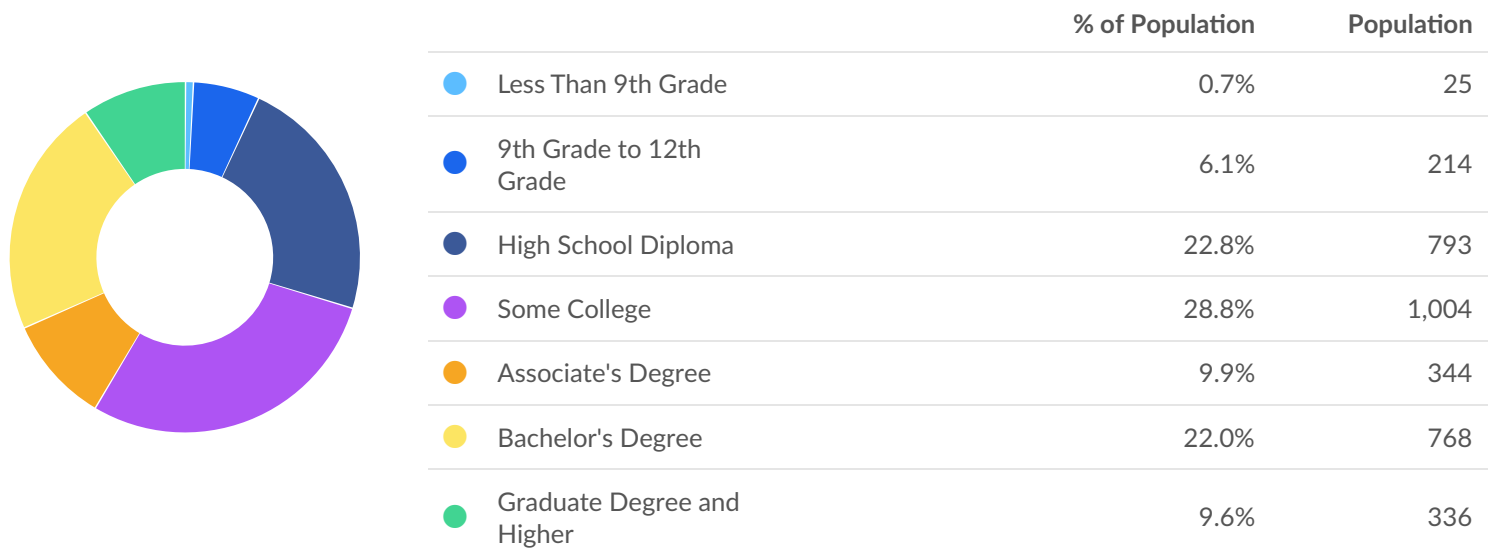 % of Population Population
Less Than 9th Grade 0.7% 25
9th Grade to 12th
Grade 6.1% 214
High School Diploma 22.8% 793
Some College 28.8% 1,004
Associate's Degree 9.9% 344
Bachelor's Degree 22.0% 768
Graduate Degree and
Higher 9.6% 336